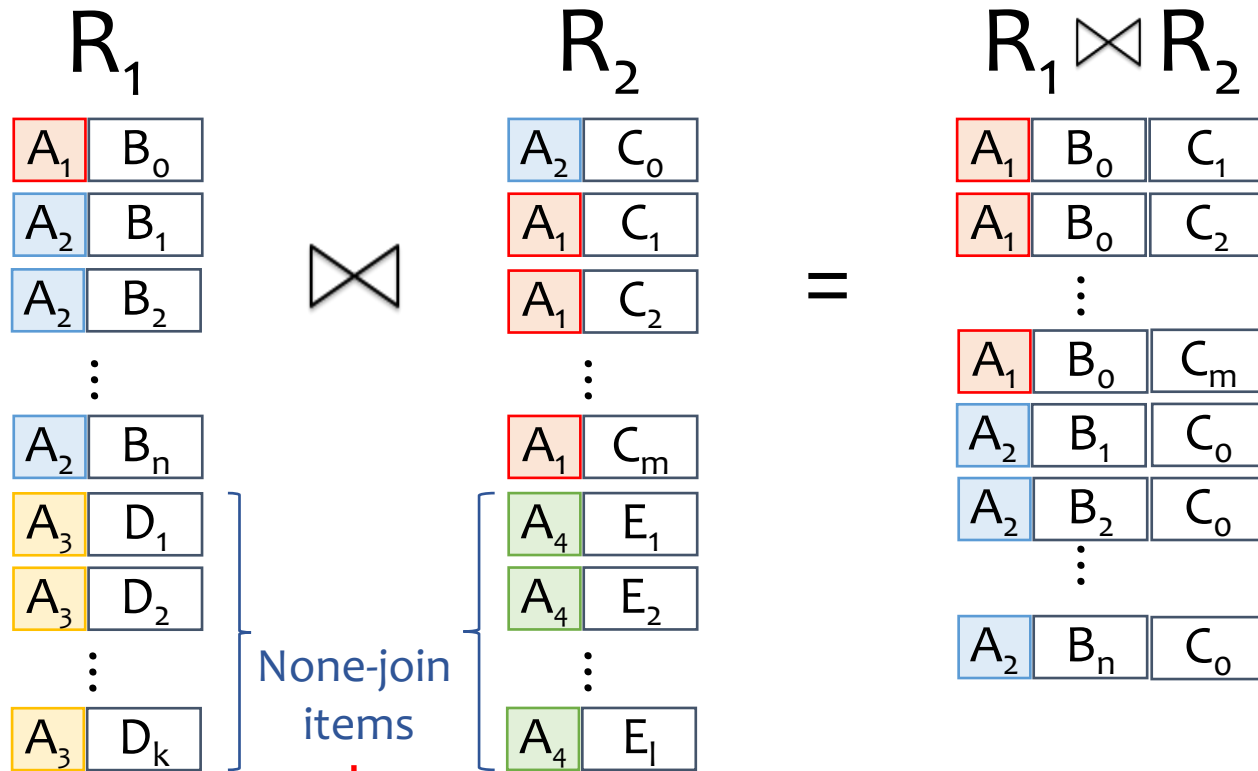 R₁ R₂ R₁ ⋈ R₂
A₁ B₀ A₂ C₀ A₁ B₀ C₁
A₂ B₁ A₁ C₁ A₁ B₀ C₂
A₂ B₂ ⋈ A₁ C₂ = ⋮
⋮ ⋮ A₁ B₀ Cₘ
A₂ Bₙ A₁ Cₘ A₂ B₁ C₀
A₃ D₁ A₄ E₁ A₂ B₂ C₀
A₃ D₂ A₄ E₂ ⋮
⋮ None-join ⋮ A₂ Bₙ C₀
items
A₃ Dₖ A₄ Eₗ